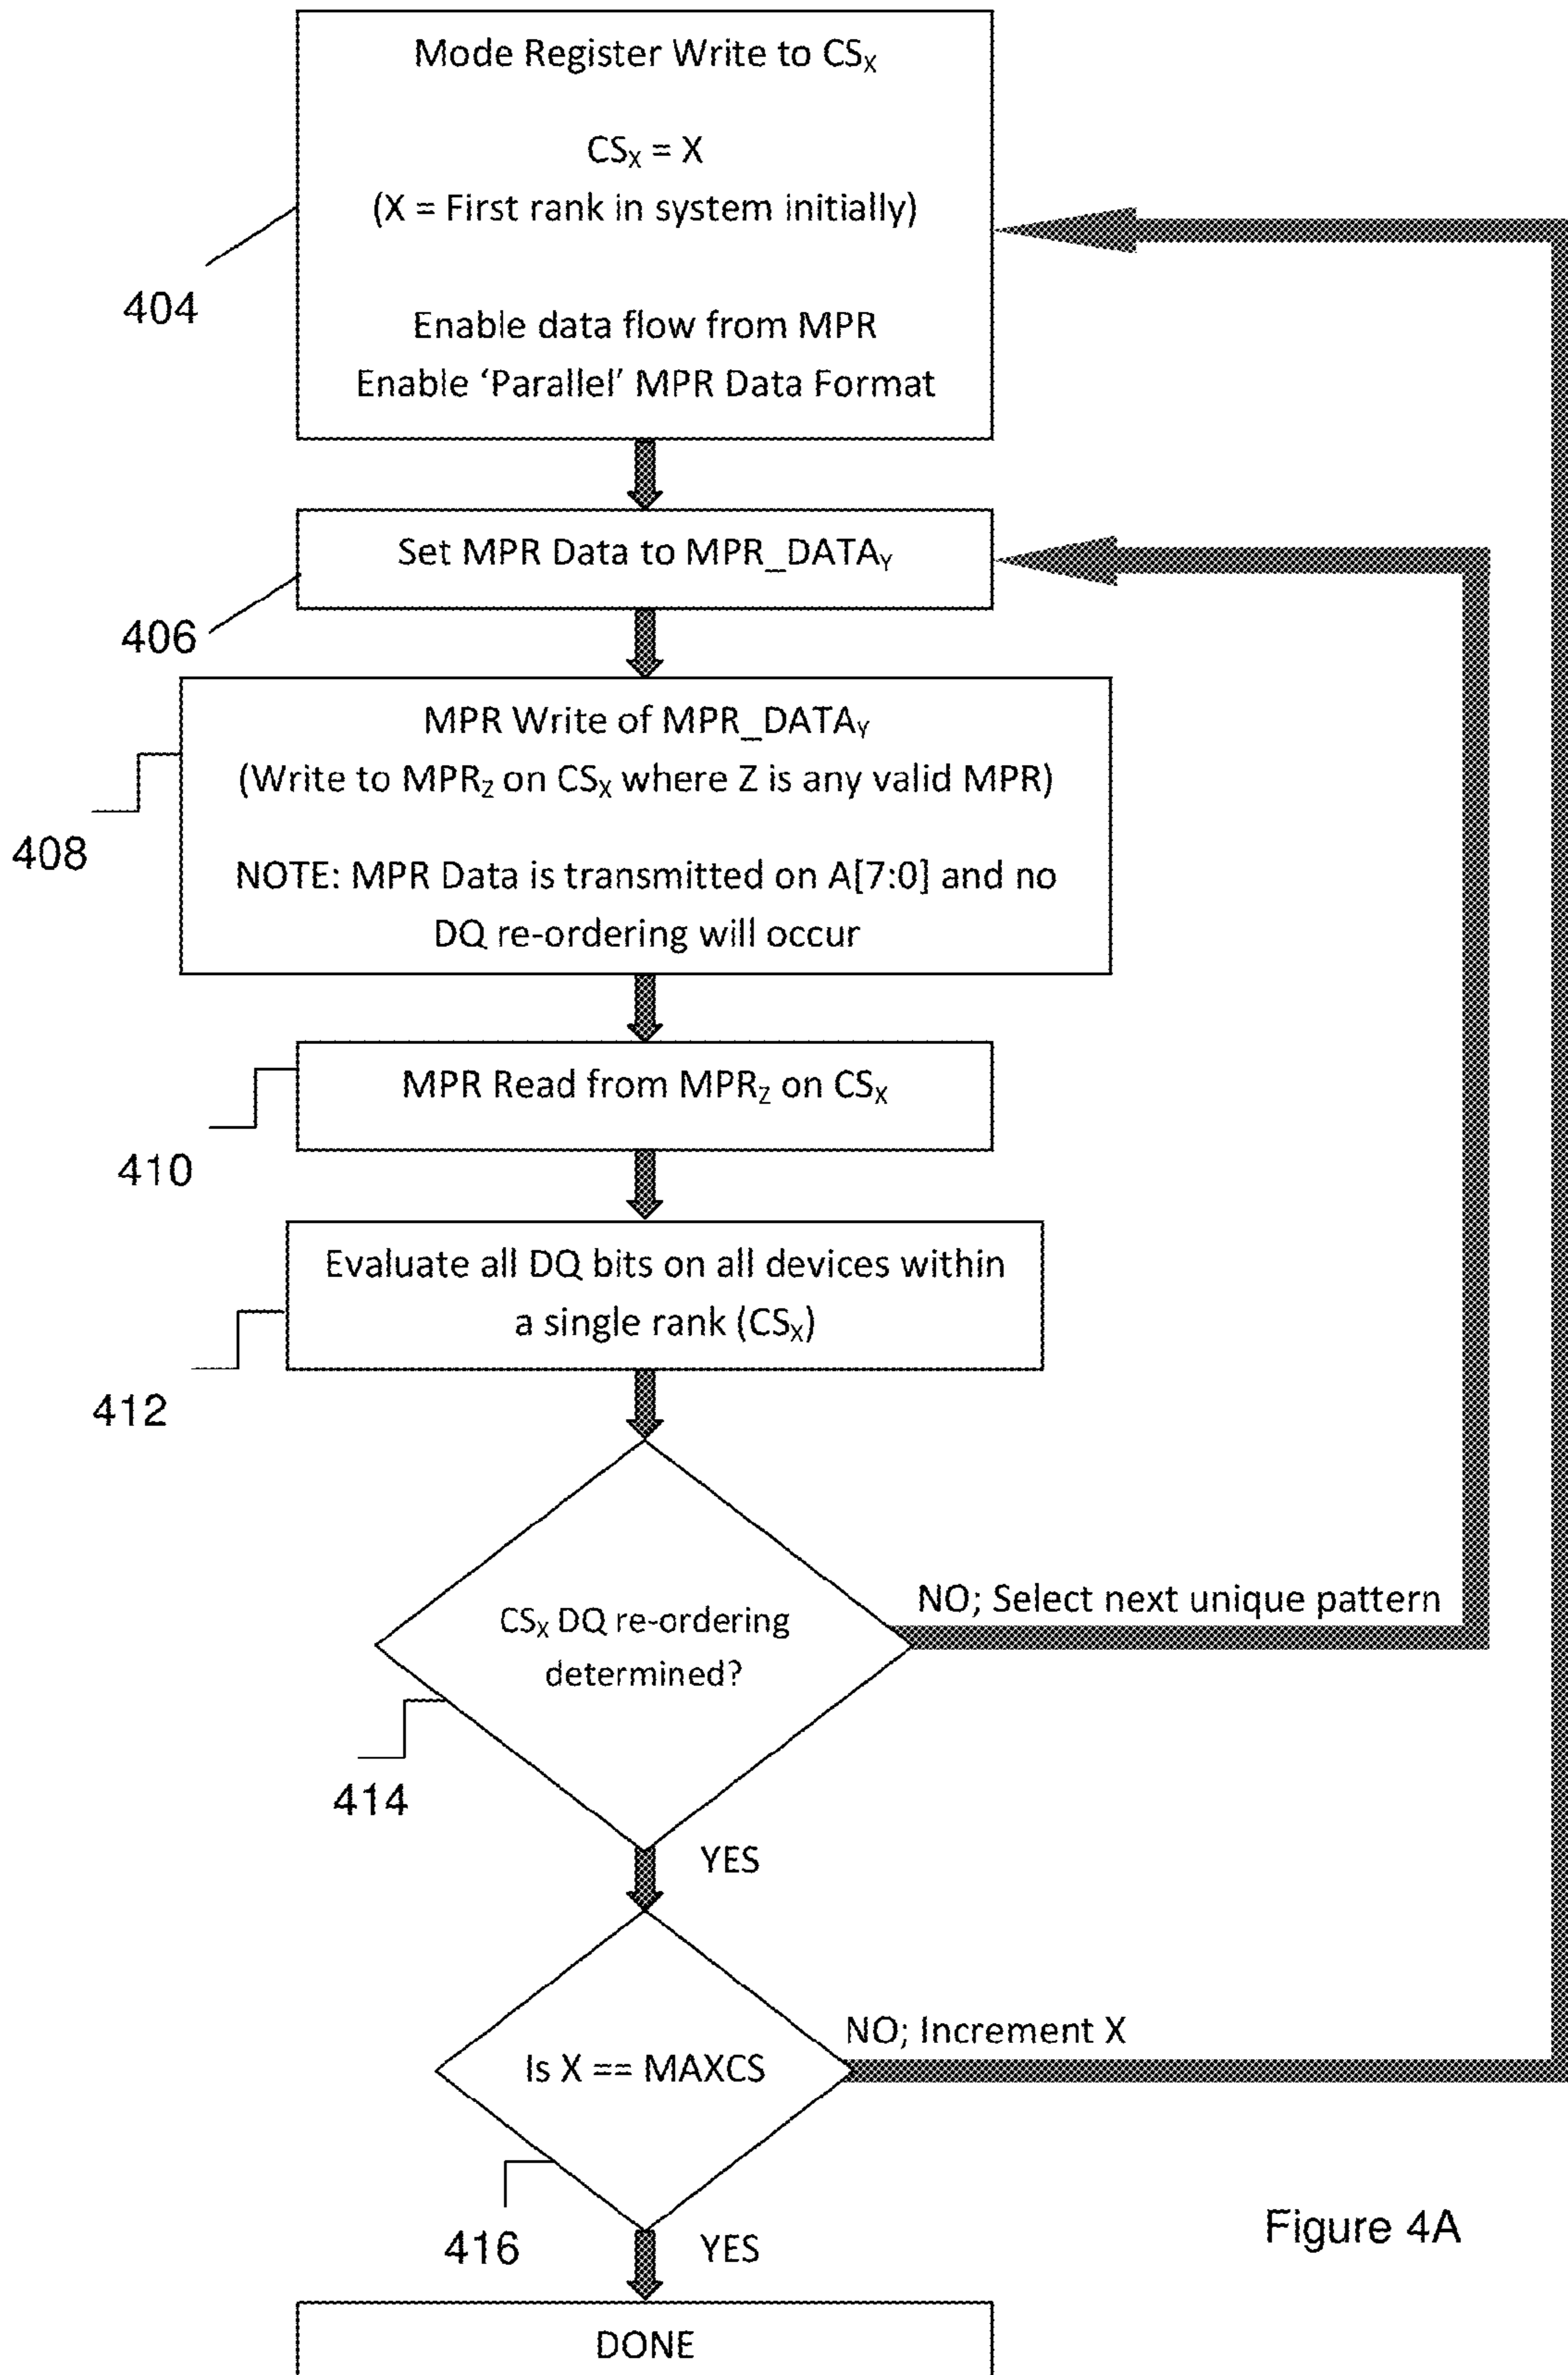 Mode Register Write to CSX
CSX = X
(X = First rank in system initially)
Enable data flow from MPR
Enable ‘Parallel’ MPR Data Format
404
Set MPR Data to MPR_DATAY
406
MPR Write of MPR_DATAY
(Write to MPRZ on CSX where Z is any valid MPR)
NOTE: MPR Data is transmitted on A[7:0] and no
DQ re-ordering will occur
408
MPR Read from MPRZ on CSX
410
Evaluate all DQ bits on all devices within
a single rank (CSX)
412
CSX DQ re-ordering
determined?
NO; Select next unique pattern
414
YES
Is X == MAXCS
NO; Increment X
416
YES
DONE
Figure 4A